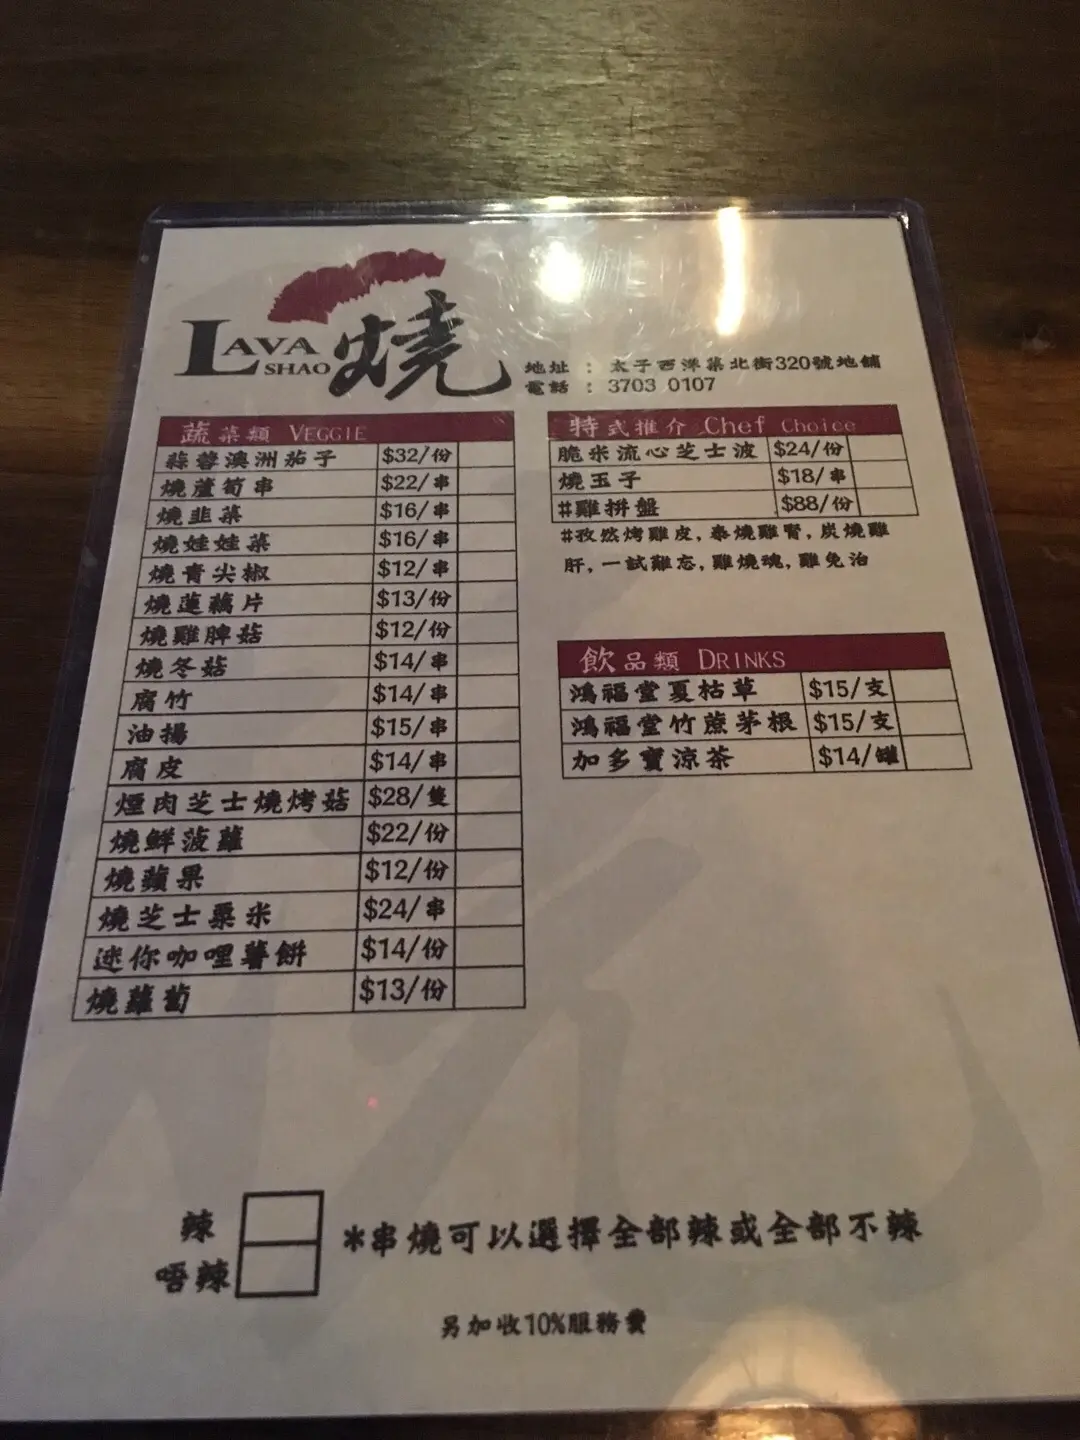 LAVA SHAO 燒
地址 : 太子西洋菜北街320號地舖
電話 : 3703 0107
蔬菜類 VEGGIE
蒜蓉澳洲茄子 $32/份
燒蘆筍串 $22/串
燒韭菜 $16/串
燒娃娃菜 $16/串
燒青尖椒 $12/串
燒蓮藕片 $13/份
燒雞脾菇 $12/份
燒冬菇 $14/串
腐竹 $14/串
油揚 $15/串
腐皮 $14/串
煙肉芝士燒烤菇 $28/隻
燒鮮菠蘿 $22/份
燒蘋果 $12/份
燒芝士粟米 $24/串
迷你咖哩薯餅 $14/份
燒蘿蔔 $13/份
特式推介 Chef Choice
脆米流心芝士波 $24/份
燒玉子 $18/串
#雞拼盤 $88/份
#孜然烤雞皮, 泰燒雞腎, 炭燒雞
肝, 一試難忘, 雞燒魂, 雞免治
飲品類 DRINKS
鴻福堂夏枯草 $15/支
鴻福堂竹蔗茅根 $15/支
加多寶涼茶 $14/罐
辣
唔辣
*串燒可以選擇全部辣或全部不辣
另加收10%服務費